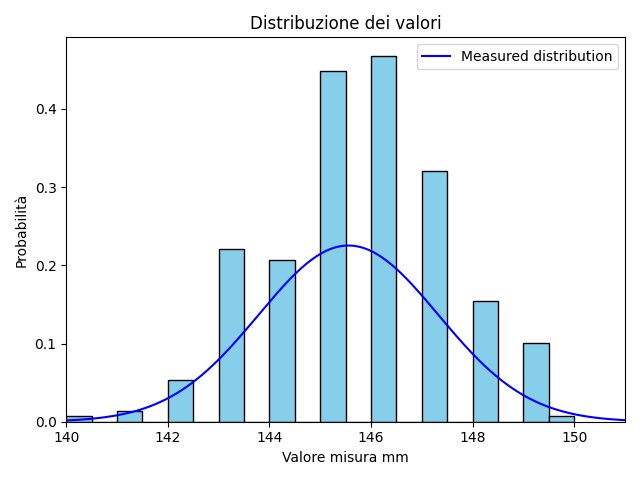 Distribuzione dei valori
Measured distribution
Probabilità
0.4
0.3
0.2
0.1
0.0
140 142 144 146 148 150
Valore misura mm